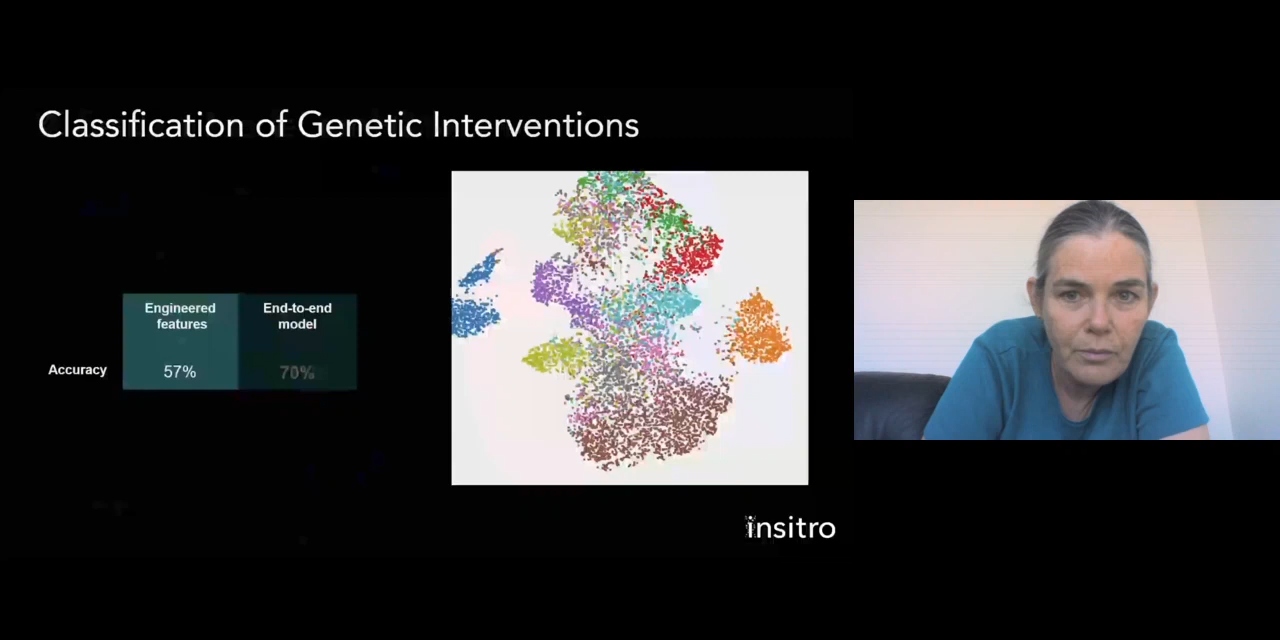 Classification of Genetic Interventions
Engineered
features
End-to-end
model
Accuracy
57%
70%
insitro